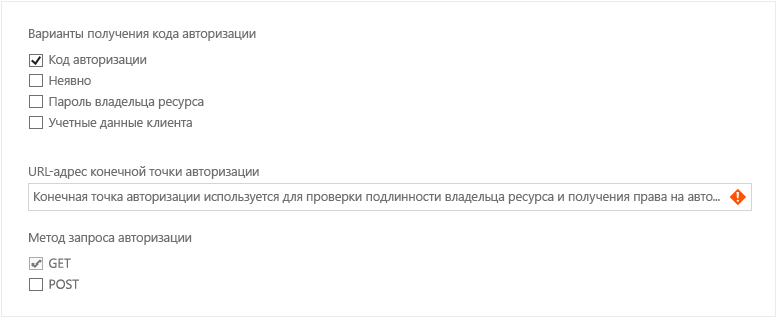 Варианты получения кода авторизации
Код авторизации
Неявно
Пароль владельца ресурса
Учетные данные клиента
URL-адрес конечной точки авторизации
Конечная точка авторизации используется для проверки подлинности владельца ресурса и получения права на авто...
Метод запроса авторизации
GET
POST